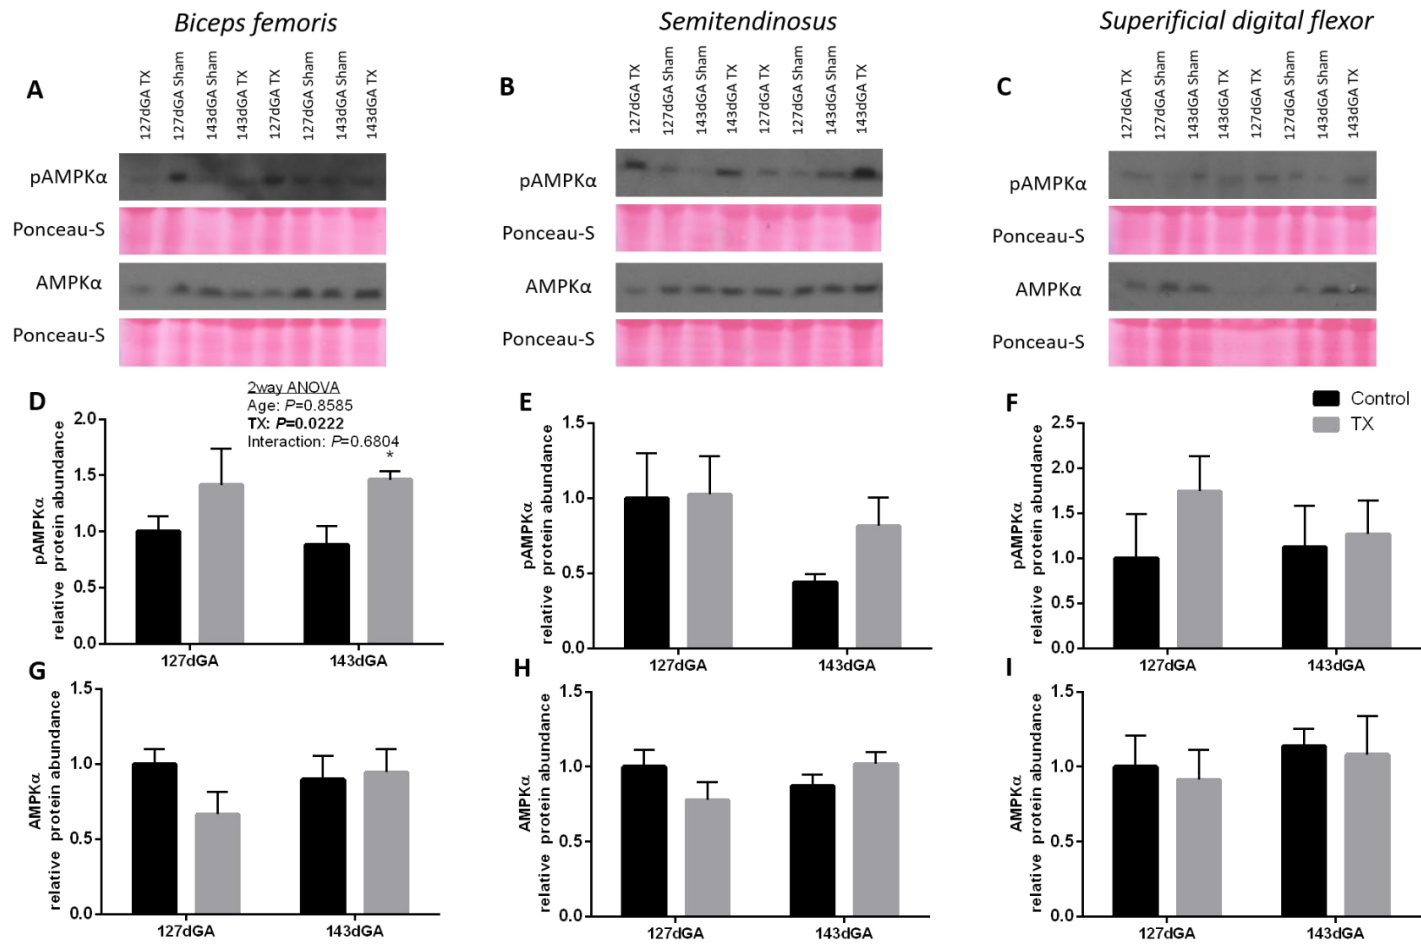 Biceps femoris
Semitendinosus
Superificial digital flexor
A
127dGA TX
127dGA Sham
143dGA Sham
143dGA TX
127dGA TX
127dGA Sham
143dGA Sham
143dGA TX
pAMPKα
Ponceau-S
AMPKα
Ponceau-S
B
127dGA TX
127dGA Sham
143dGA Sham
143dGA TX
127dGA TX
127dGA Sham
143dGA Sham
143dGA TX
pAMPKα
Ponceau-S
AMPKα
Ponceau-S
C
127dGA TX
127dGA Sham
143dGA Sham
143dGA TX
127dGA TX
127dGA Sham
143dGA Sham
143dGA TX
pAMPKα
Ponceau-S
AMPKα
Ponceau-S
D
2way ANOVA
Age: P=0.8585
TX: P=0.0222
Interaction: P=0.6804
*
pAMPKα
relative protein abundance
2.0
1.5
1.0
0.5
0.0
127dGA
143dGA
E
pAMPKα
relative protein abundance
1.5
1.0
0.5
0.0
127dGA
143dGA
F
Control
TX
pAMPKα
relative protein abundance
2.5
2.0
1.5
1.0
0.5
0.0
127dGA
143dGA
G
AMPKα
relative protein abundance
1.5
1.0
0.5
0.0
127dGA
143dGA
H
AMPKα
relative protein abundance
1.5
1.0
0.5
0.0
127dGA
143dGA
I
AMPKα
relative protein abundance
1.5
1.0
0.5
0.0
127dGA
143dGA